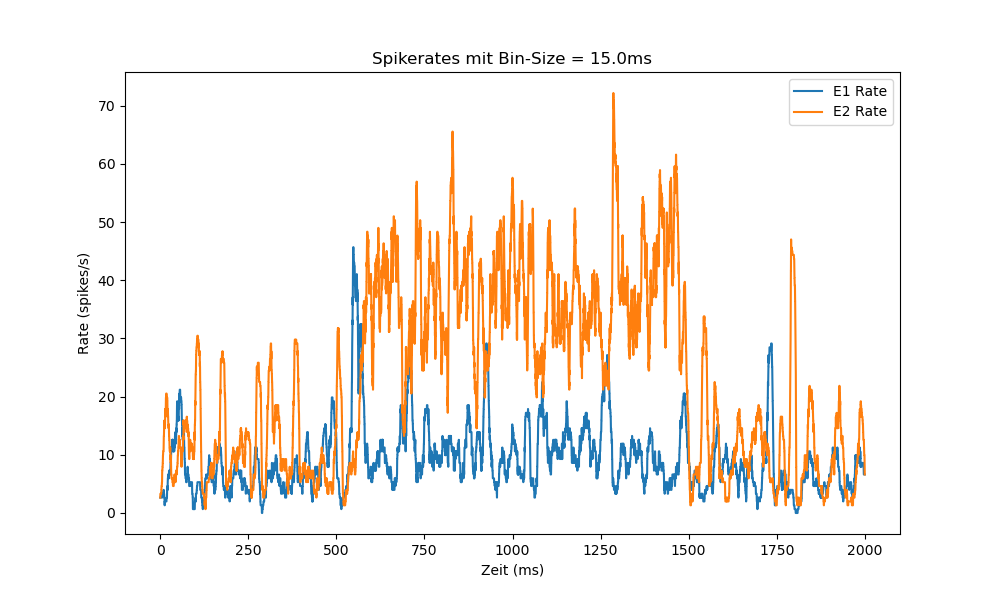 Spikerates mit Bin-Size = 15.0ms
E1 Rate
E2 Rate
70
60
50
40
30
20
10
0
Rate (spikes/s)
0 250 500 750 1000 1250 1500 1750 2000
Zeit (ms)